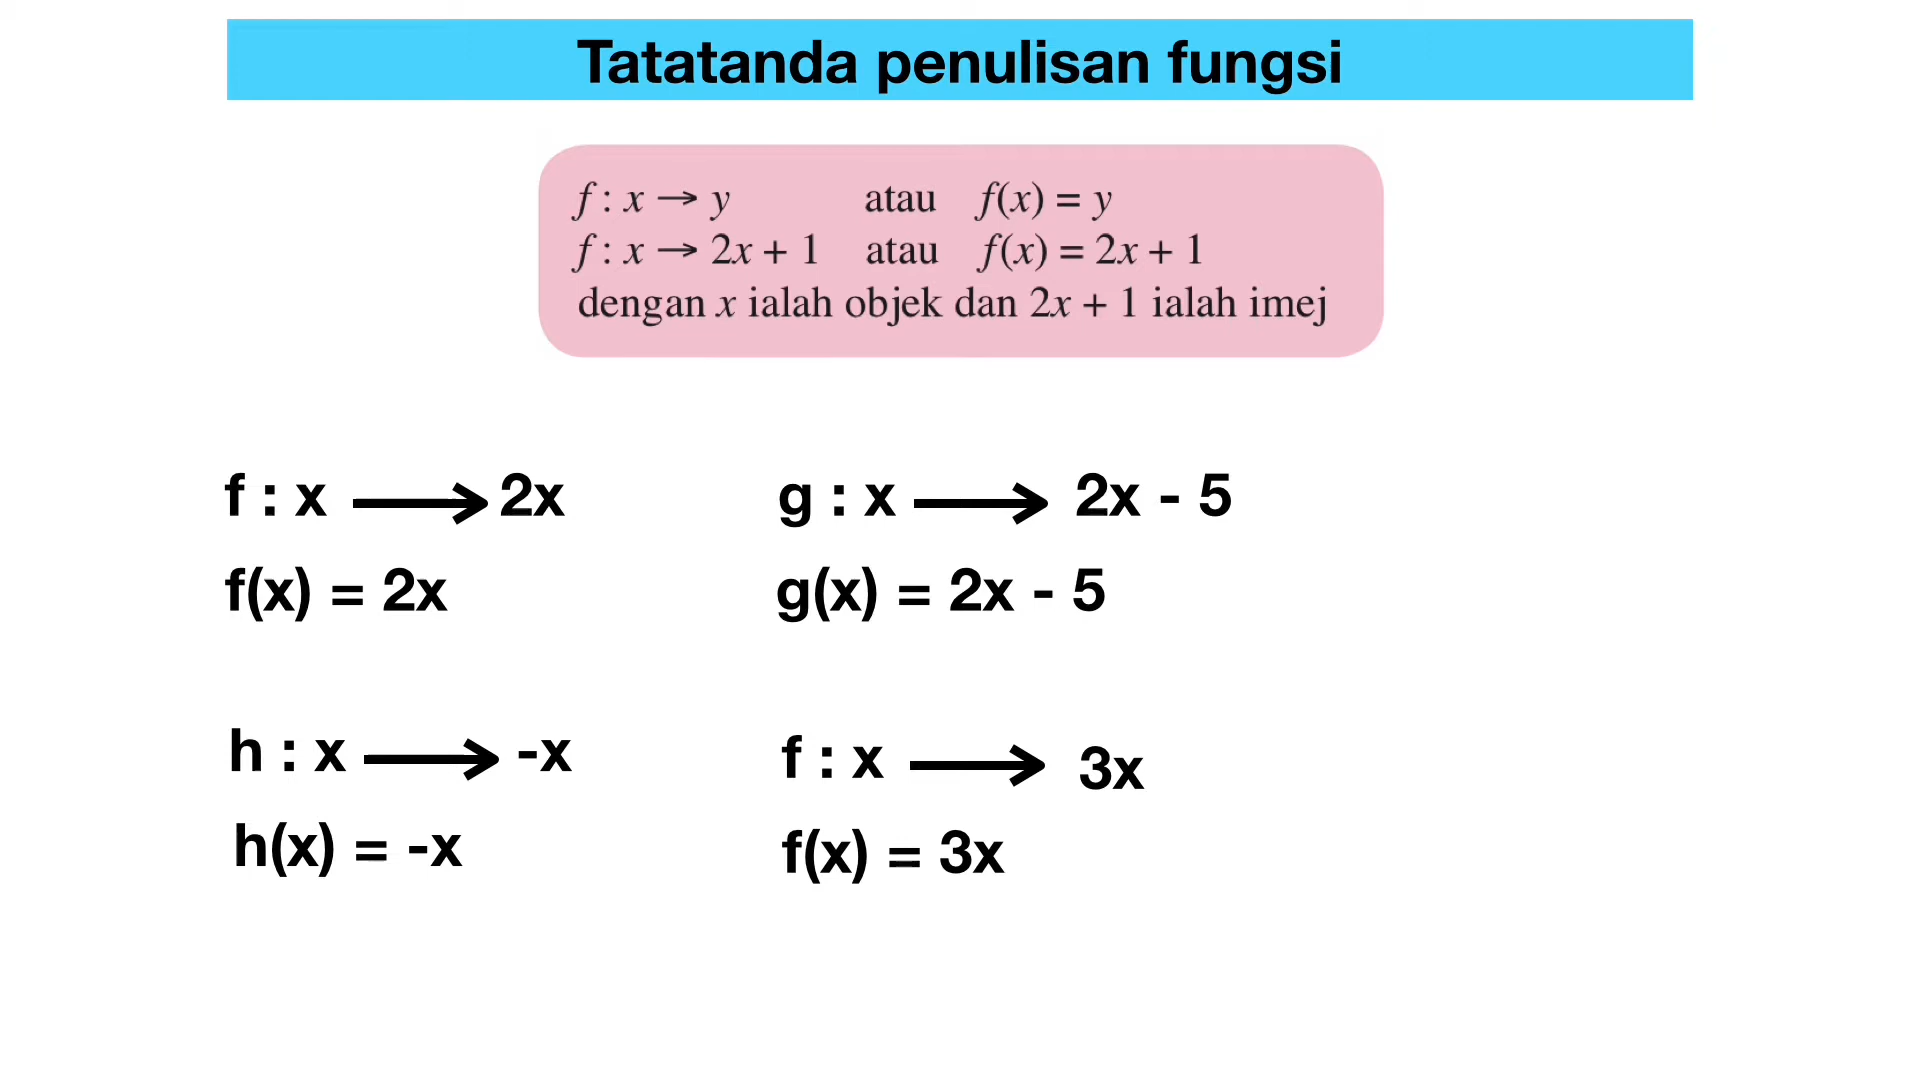 Tatatanda penulisan fungsi
f : x → y atau f(x) = y
f : x → 2x + 1 atau f(x) = 2x + 1
dengan x ialah objek dan 2x + 1 ialah imej
f : x → 2x
f(x) = 2x
g : x → 2x - 5
g(x) = 2x - 5
h : x → -x
h(x) = -x
f : x → 3x
f(x) = 3x